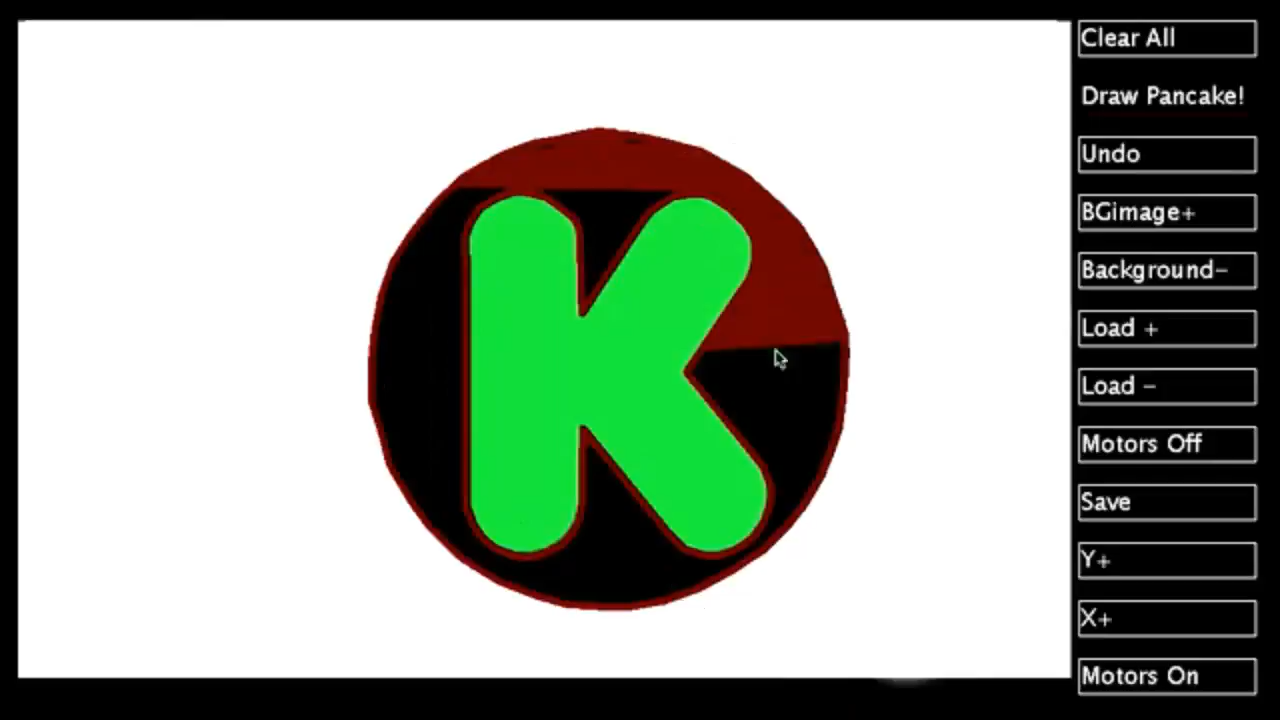 K
Clear All
Draw Pancake!
Undo
BGimage+
Background-
Load +
Load -
Motors Off
Save
Y+
X+
Motors On